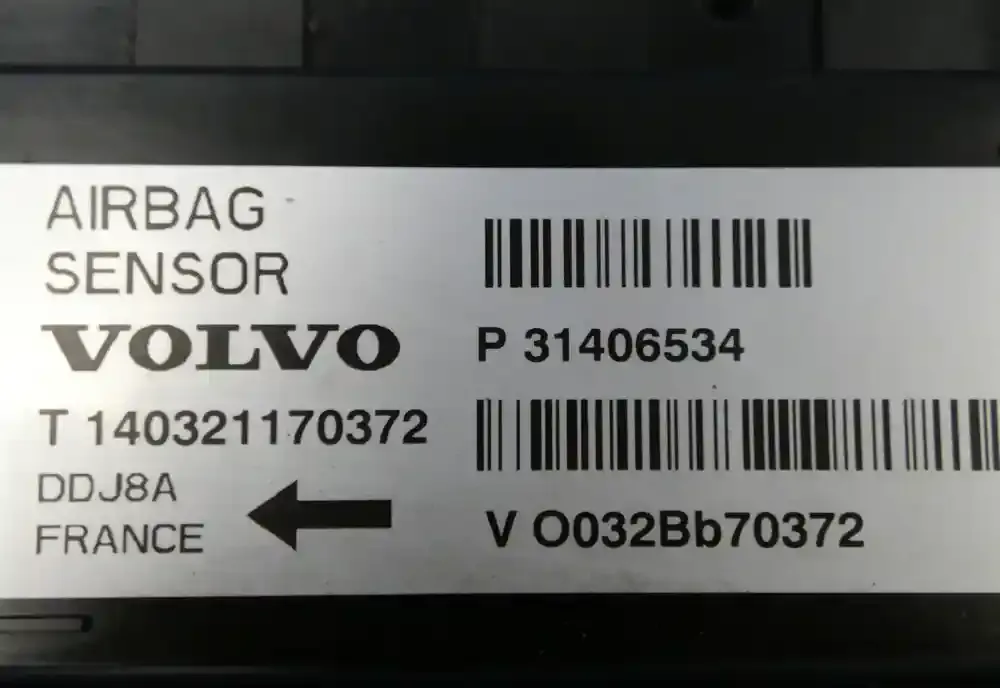 AIRBAG
SENSOR
VOLVO
T 140321170372
DDJ8A
FRANCE
P 31406534
V O032Bb70372